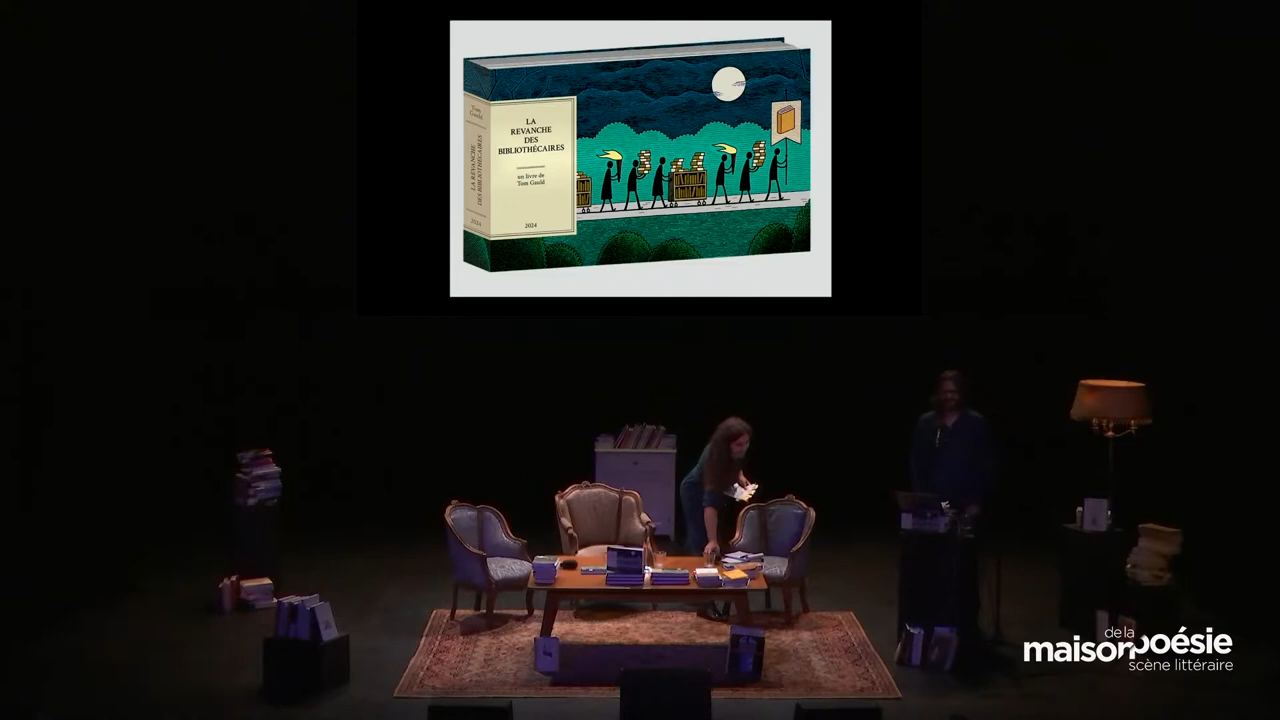 LA
REVANCHE
DES
BIBLIOTHÉCAIRES
un livre de
Tom Gauld
2024
Tom
Gauld
LA REVANCHE
DES BIBLIOTHÉCAIRES
2024
de la
maison poésie
scène littéraire